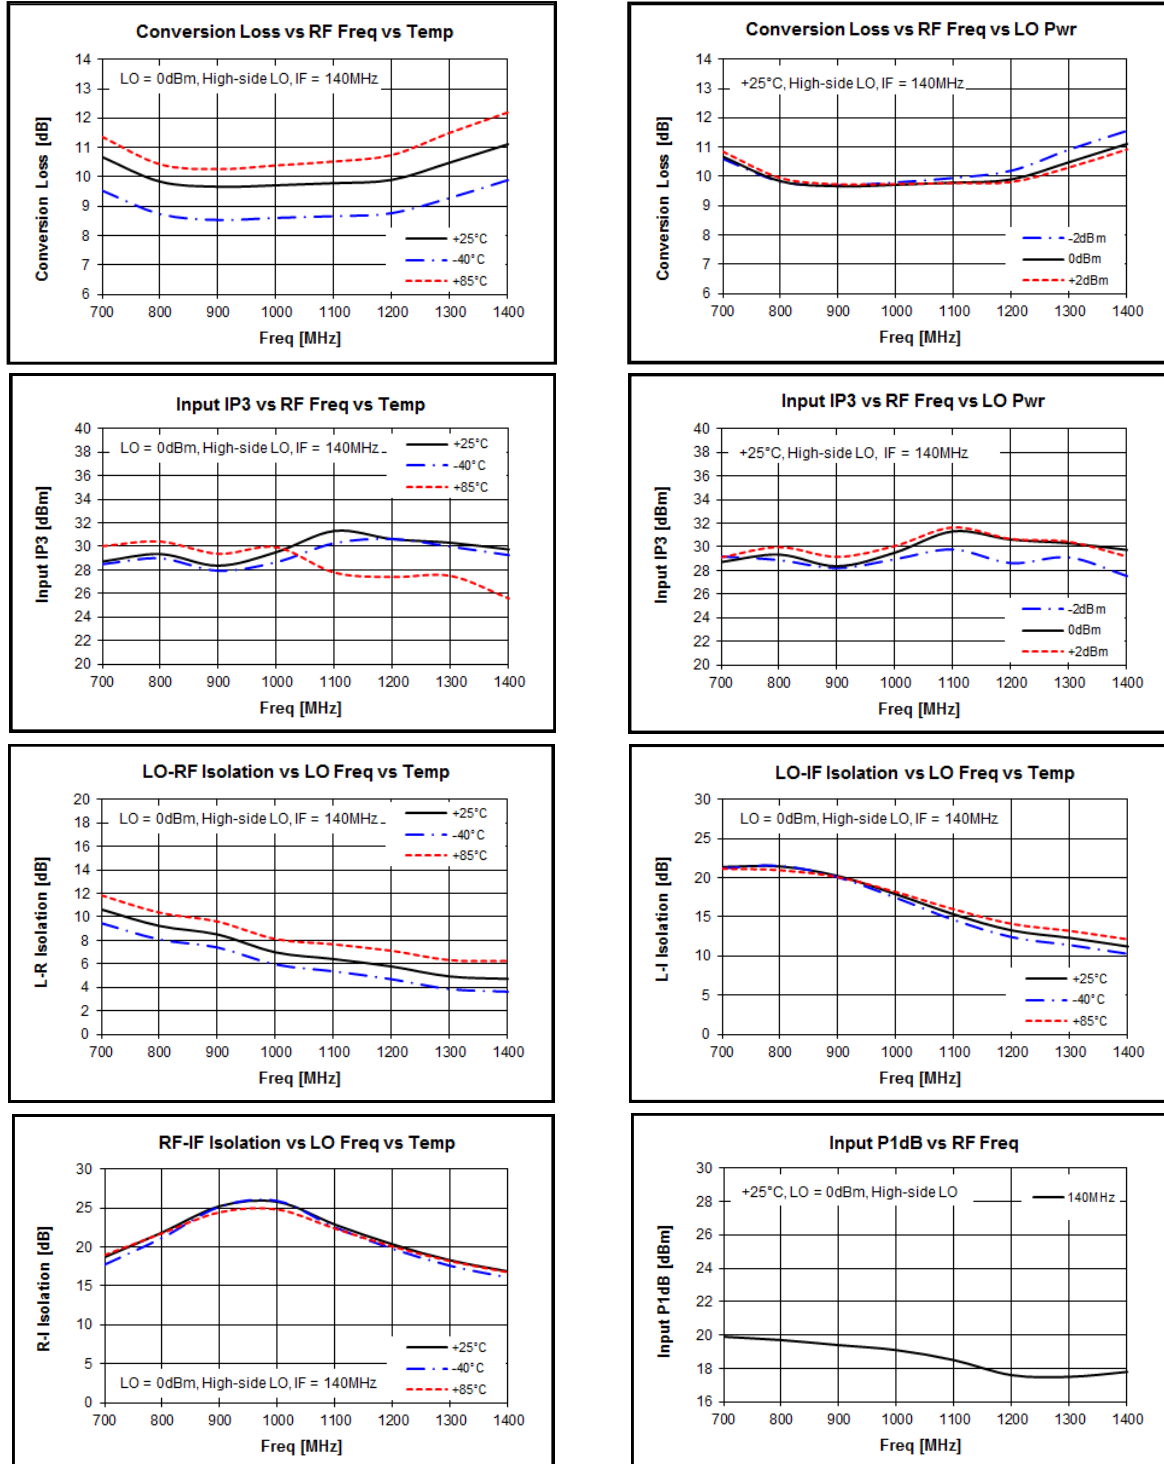 Conversion Loss vs RF Freq vs Temp
LO = 0dBm, High-side LO, IF = 140MHz
Conversion Loss [dB]
14
13
12
11
10
9
8
7
6
+25°C
-40°C
+85°C
700 800 900 1000 1100 1200 1300 1400
Freq [MHz]
Conversion Loss vs RF Freq vs LO Pwr
+25°C, High-side LO, IF = 140MHz
Conversion Loss [dB]
14
13
12
11
10
9
8
7
6
-2dBm
0dBm
+2dBm
700 800 900 1000 1100 1200 1300 1400
Freq [MHz]
Input IP3 vs RF Freq vs Temp
LO = 0dBm, High-side LO, IF = 140MHz
+25°C
-40°C
+85°C
Input IP3 [dBm]
40
38
36
34
32
30
28
26
24
22
20
700 800 900 1000 1100 1200 1300 1400
Freq [MHz]
Input IP3 vs RF Freq vs LO Pwr
+25°C, High-side LO, IF = 140MHz
Input IP3 [dBm]
40
38
36
34
32
30
28
26
24
22
20
-2dBm
0dBm
+2dBm
700 800 900 1000 1100 1200 1300 1400
Freq [MHz]
LO-RF Isolation vs LO Freq vs Temp
LO = 0dBm, High-side LO, IF = 140MHz
+25°C
-40°C
+85°C
L-R Isolation [dB]
20
18
16
14
12
10
8
6
4
2
0
700 800 900 1000 1100 1200 1300 1400
Freq [MHz]
LO-IF Isolation vs LO Freq vs Temp
LO = 0dBm, High-side LO, IF = 140MHz
L-I Isolation [dB]
30
25
20
15
10
5
0
+25°C
-40°C
+85°C
700 800 900 1000 1100 1200 1300 1400
Freq [MHz]
RF-IF Isolation vs LO Freq vs Temp
R-I Isolation [dB]
30
25
20
15
10
5
0
+25°C
-40°C
+85°C
LO = 0dBm, High-side LO, IF = 140MHz
700 800 900 1000 1100 1200 1300 1400
Freq [MHz]
Input P1dB vs RF Freq
+25°C, LO = 0dBm, High-side LO
140MHz
Input P1dB [dBm]
30
28
26
24
22
20
18
16
700 800 900 1000 1100 1200 1300 1400
Freq [MHz]